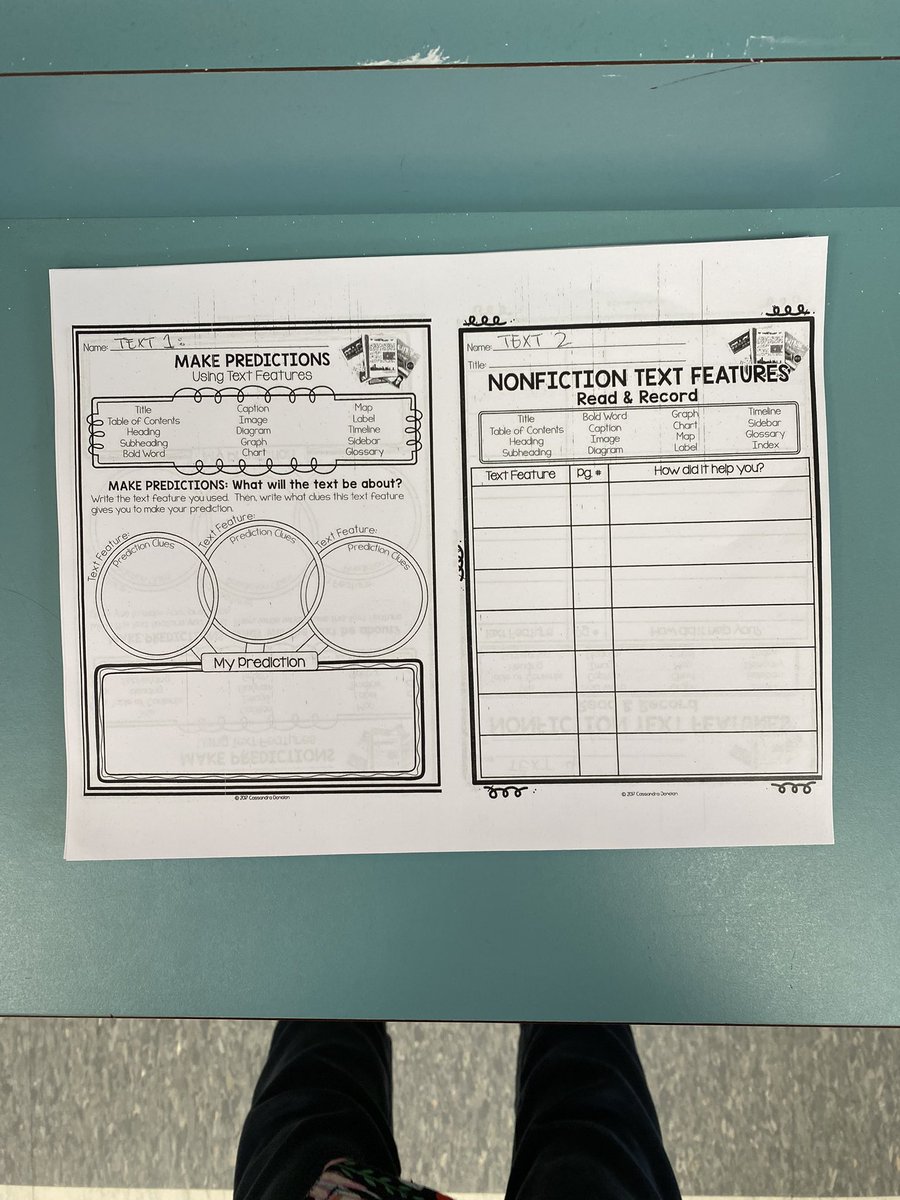 Name: TEXT 1:
MAKE PREDICTIONS
Using Text Features
Title Caption Map
Table of Contents Image Label
Heading Diagram Timeline
Subheading Graph Sidebar
Bold Word Chart Glossary
MAKE PREDICTIONS: What will the text be about?
Write the text feature you used. Then, write what clues this text feature
gives you to make your prediction.
Text Feature:
Prediction Clues
Text Feature:
Prediction Clues
Text Feature:
Prediction Clues
My Prediction
© 2017 Cassandra Donelan
Name: TEXT 2
Title:
NONFICTION TEXT FEATURES
Read & Record
Title Bold Word Graph Timeline
Table of Contents Caption Chart Sidebar
Heading Image Map Glossary
Subheading Diagram Label Index
Text Feature Pg. # How did it help you?
© 2017 Cassandra Donelan